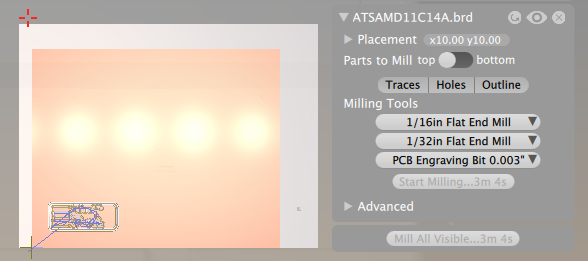 ATSAMD11C14A.brd
Placement x10.00 y10.00
Parts to Mill top bottom
Traces Holes Outline
Milling Tools
1/16in Flat End Mill
1/32in Flat End Mill
PCB Engraving Bit 0.003"
Start Milling...3m 4s
Advanced
Mill All Visible...3m 4s